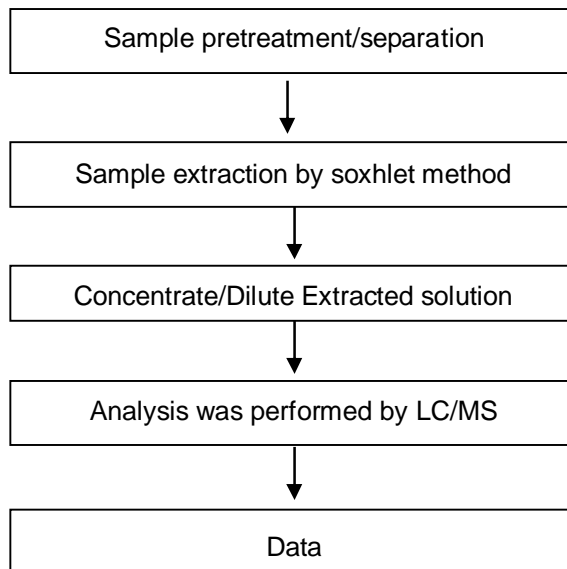 Sample pretreatment/separation
Sample extraction by soxhlet method
Concentrate/Dilute Extracted solution
Analysis was performed by LC/MS
Data